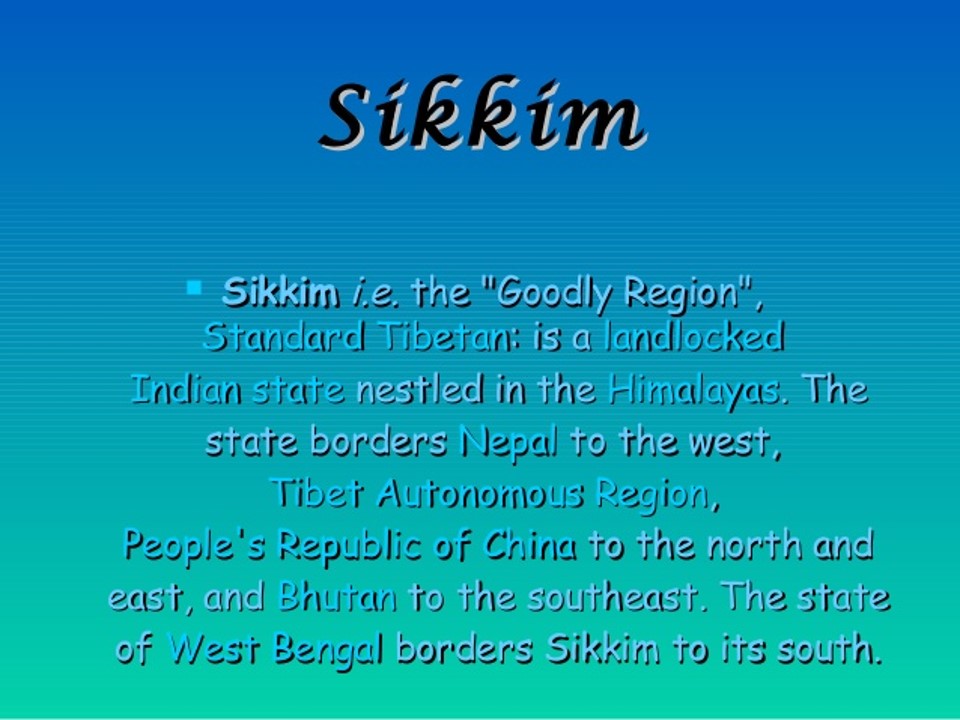 Sikkim
Sikkim i.e. the "Goodly Region",
Standard Tibetan: is a landlocked
Indian state nestled in the Himalayas. The
state borders Nepal to the west,
Tibet Autonomous Region,
People's Republic of China to the north and
east, and Bhutan to the southeast. The state
of West Bengal borders Sikkim to its south.